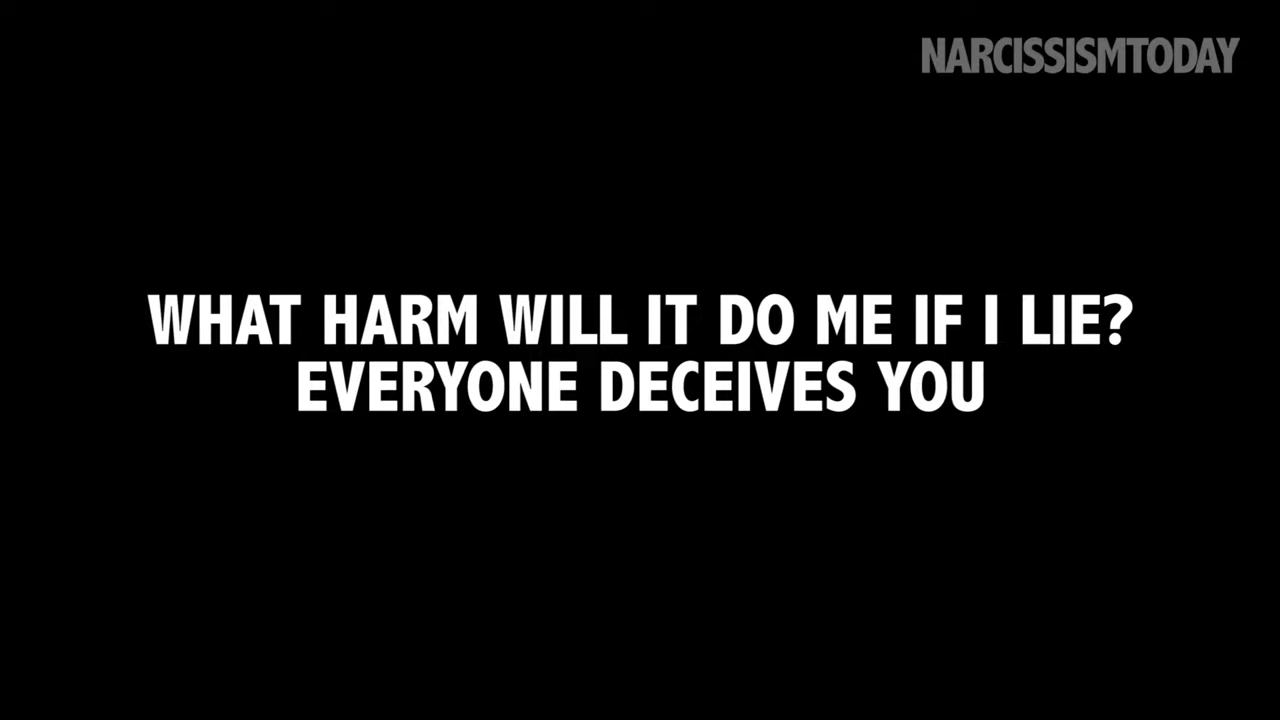 NARCISSISMTODAY
WHAT HARM WILL IT DO ME IF I LIE?
EVERYONE DECEIVES YOU